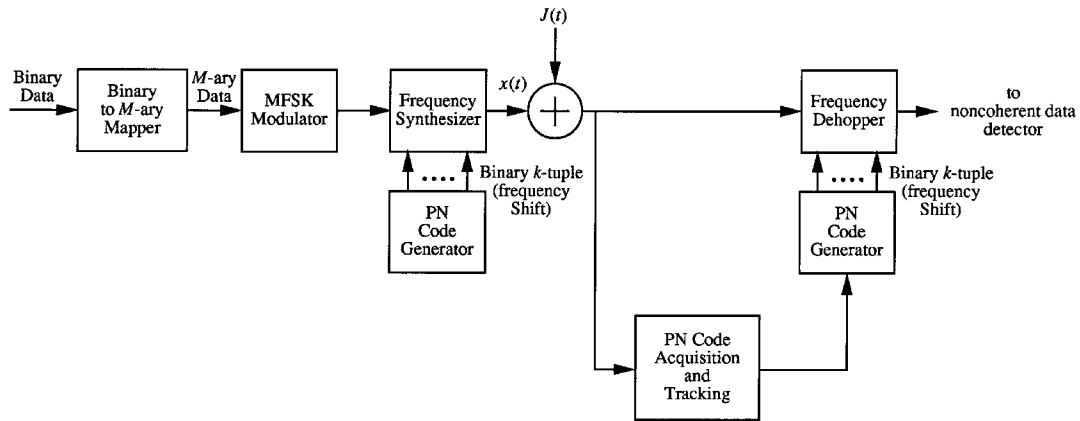 J(t)
Binary
Data
Binary
to M-ary
Mapper
M-ary
Data
MFSK
Modulator
Frequency
Synthesizer
x(t)
+
Frequency
Dehopper
to
noncoherent data
detector
....
Binary k-tuple
(frequency
Shift)
PN
Code
Generator
....
Binary k-tuple
(frequency
Shift)
PN
Code
Generator
PN Code
Acquisition
and
Tracking